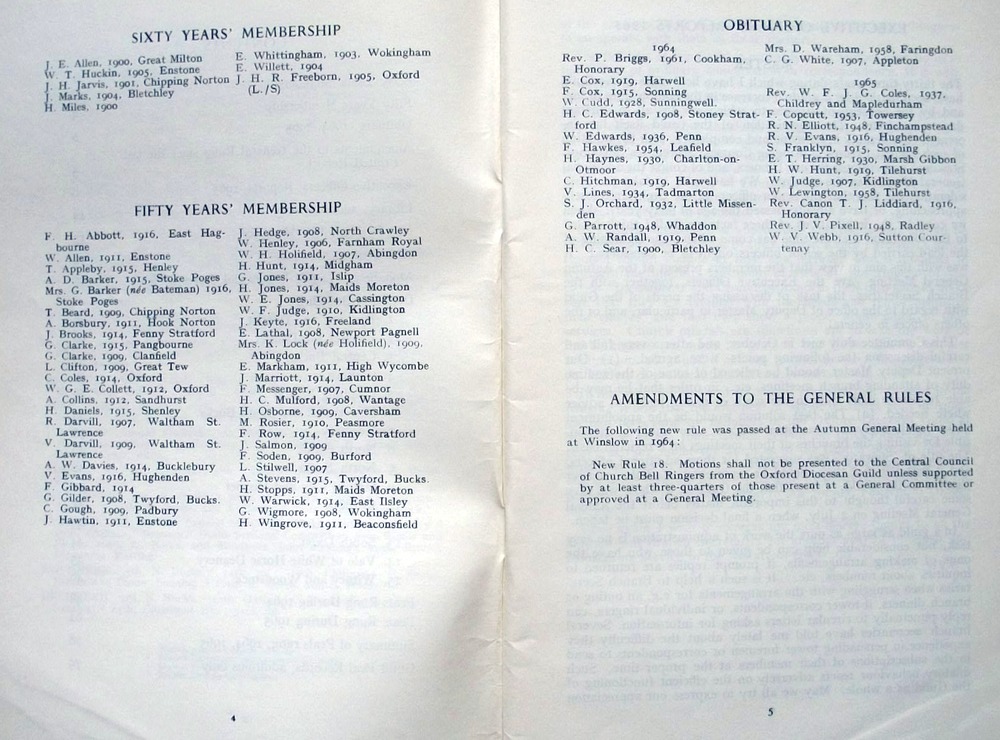 SIXTY YEARS' MEMBERSHIP
J. E. Allen, 1900, Great Milton
W. T. Huckin, 1905, Enstone
J. H. Jarvis, 1901, Chipping Norton
J. Marks, 1904, Bletchley
H. Miles, 1900
E. Whittingham, 1903, Wokingham
E. Willett, 1904
J. H. R. Freeborn, 1905, Oxford
(L./S)
FIFTY YEARS' MEMBERSHIP
F. H. Abbott, 1916, East Hag-
bourne
W. Allen, 1911, Enstone
T. Appleby, 1915, Henley
A. D. Barker, 1915, Stoke Poges
Mrs. G. Barker (née Bateman) 1916,
Stoke Poges
T. Beard, 1909, Chipping Norton
A. Borsbury, 1911, Hook Norton
J. Brooks, 1914, Fenny Stratford
G. Clarke, 1915, Pangbourne
G. Clarke, 1909, Clanfield
L. Clifton, 1909, Great Tew
C. Coles, 1914, Oxford
W. G. E. Collett, 1912, Oxford
A. Collins, 1912, Sandhurst
H. Daniels, 1915, Shenley
R. Darvill, 1907, Waltham St.
Lawrence
V. Darvill, 1909, Waltham St.
Lawrence
A. W. Davies, 1914, Bucklebury
V. Evans, 1916, Hughenden
F. Gibbard, 1914
G. Gilder, 1908, Twyford, Bucks.
C. Gough, 1909, Padbury
J. Hawtin, 1911, Enstone
J. Hedge, 1908, North Crawley
W. Henley, 1906, Farnham Royal
W. H. Holifield, 1907, Abingdon
H. Hunt, 1914, Midgham
G. Jones, 1911, Islip
H. Jones, 1914, Maids Moreton
W. E. Jones, 1914, Cassington
W. F. Judge, 1910, Kidlington
J. Keyte, 1916, Freeland
E. Lathal, 1908, Newport Pagnell
Mrs. K. Lock (née Holifield), 1909,
Abingdon
E. Markham, 1911, High Wycombe
J. Marriott, 1914, Launton
F. Messenger, 1907, Cumnor
H. C. Mulford, 1908, Wantage
H. Osborne, 1909, Caversham
M. Rosier, 1910, Peasmore
F. Row, 1914, Fenny Stratford
J. Salmon, 1909
F. Soden, 1909, Burford
L. Stilwell, 1907
A. Stevens, 1915, Twyford, Bucks.
H. Stopps, 1911, Maids Moreton
W. Warwick, 1914, East Ilsley
G. Wigmore, 1908, Wokingham
H. Wingrove, 1911, Beaconsfield
4
OBITUARY
1964
Rev. P. Briggs, 1961, Cookham,
Honorary
E. Cox, 1919, Harwell
F. Cox, 1915, Sonning
W. Cudd, 1928, Sunningwell.
H. C. Edwards, 1908, Stoney Strat-
ford
W. Edwards, 1936, Penn
F. Hawkes, 1954, Leafield
H. Haynes, 1930, Charlton-on-
Otmoor
C. Hitchman, 1919, Harwell
V. Lines, 1934, Tadmarton
S. J. Orchard, 1932, Little Missen-
den
G. Parrott, 1948, Whaddon
A. W. Randall, 1919, Penn
H. C. Sear, 1900, Bletchley
Mrs. D. Wareham, 1958, Faringdon
C. G. White, 1907, Appleton
1965
Rev. W. F. J. G. Coles, 1937,
Childrey and Mapledurham
F. Copcutt, 1953, Towersey
R. N. Elliott, 1948, Finchampstead
R. V. Evans, 1916, Hughenden
S. Franklyn, 1915, Sonning
E. T. Herring, 1930, Marsh Gibbon
H. W. Hunt, 1919, Tilehurst
W. Judge, 1907, Kidlington
W. Lewington, 1958, Tilehurst
Rev. Canon T. J. Liddiard, 1916,
Honorary
Rev. J. V. Pixell, 1948, Radley
W. V. Webb, 1916, Sutton Cour-
tenay
AMENDMENTS TO THE GENERAL RULES
The following new rule was passed at the Autumn General Meeting held
at Winslow in 1964:
New Rule 18. Motions shall not be presented to the Central Council
of Church Bell Ringers from the Oxford Diocesan Guild unless supported
by at least three-quarters of those present at a General Committee or
approved at a General Meeting.
5